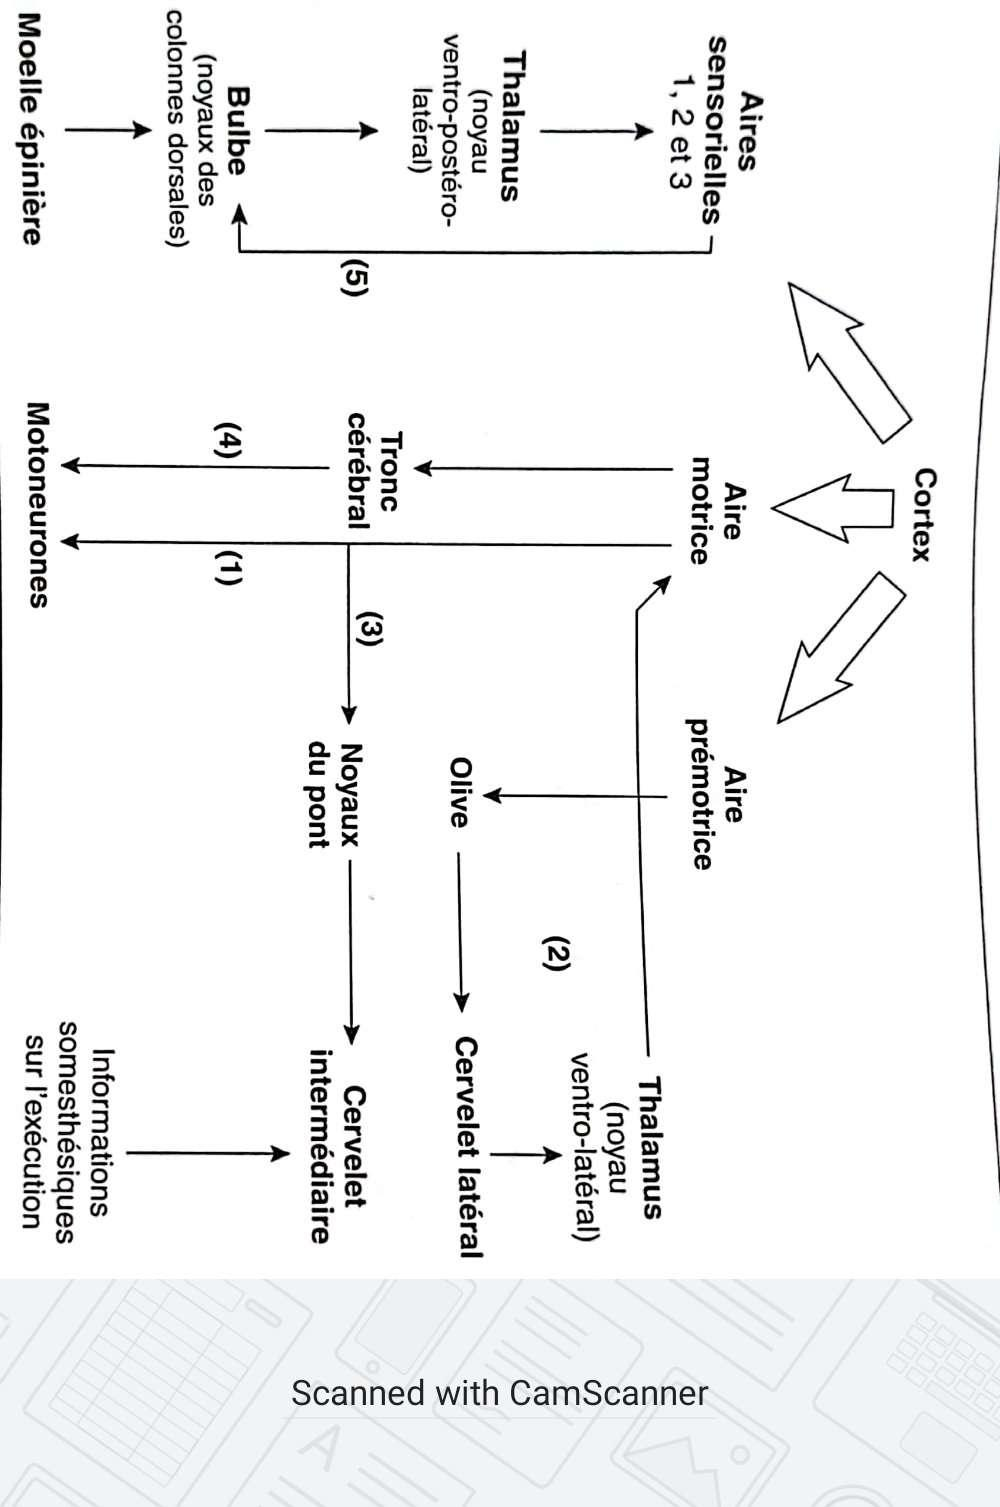 Cortex
Aires
sensorielles
1, 2 et 3
Aire
motrice
Aire
prémotrice
Thalamus
(noyau
ventro-postéro-
latéral)
Thalamus
(noyau
ventro-latéral)
(2)
Olive
Cervelet latéral
(5)
Tronc
cérébral
(3)
Noyaux
du pont
Cervelet
intermédiaire
Bulbe
(noyaux des
colonnes dorsales)
(4)
(1)
Informations
somesthésiques
sur l'exécution
Moelle épinière
Motoneurones
Scanned with CamScanner